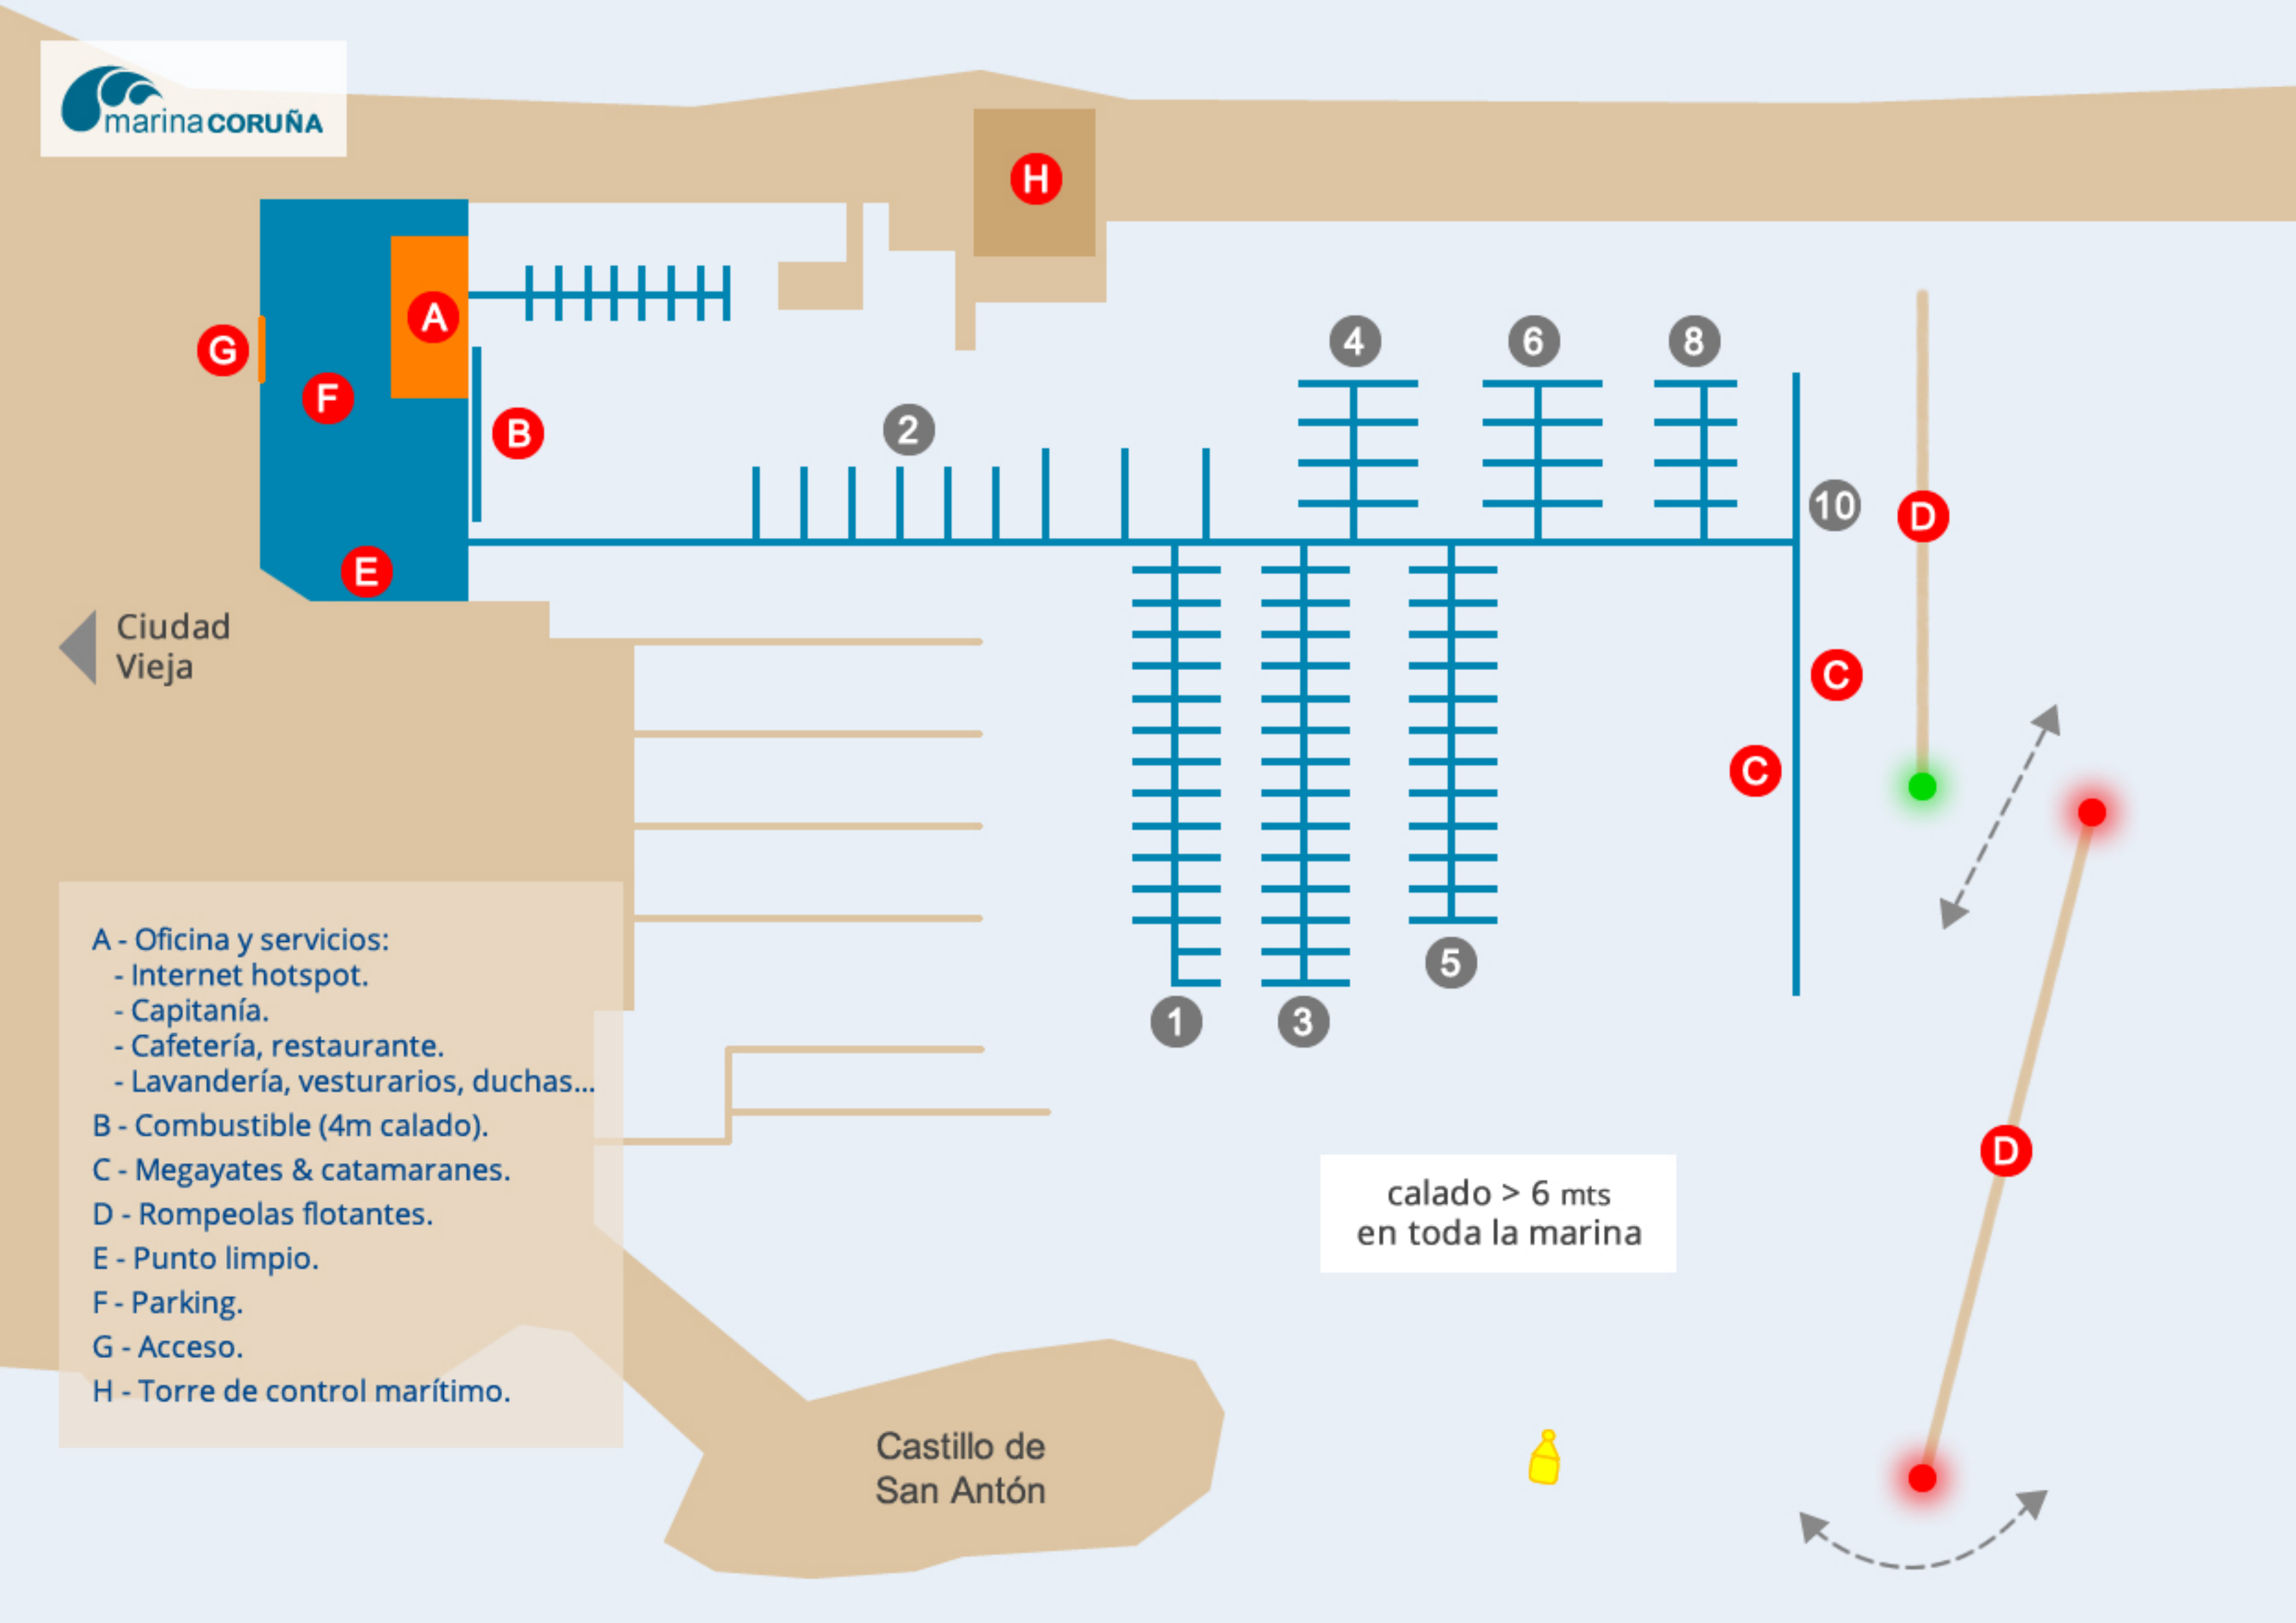 marinaCORUÑA
H
A
G
F
B
E
2
4
6
8
10
D
C
C
Ciudad
Vieja
5
1
3
D
A - Oficina y servicios:
- Internet hotspot.
- Capitanía.
- Cafetería, restaurante.
- Lavandería, vesturarios, duchas...
B - Combustible (4m calado).
C - Megayates & catamaranes.
D - Rompeolas flotantes.
E - Punto limpio.
F - Parking.
G - Acceso.
H - Torre de control marítimo.
calado > 6 mts
en toda la marina
Castillo de
San Antón